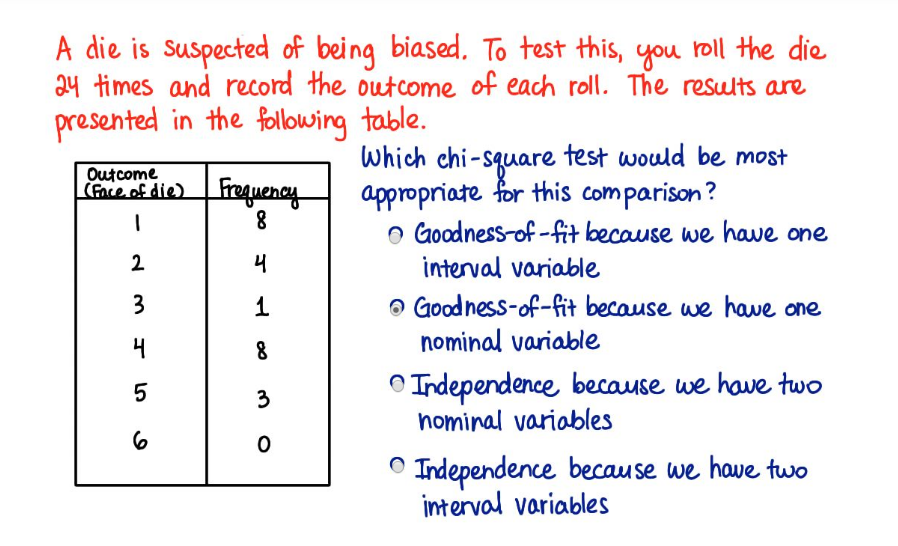 A die is suspected of being biased. To test this, you roll the die
24 times and record the outcome of each roll. The results are
presented in the following table.
Outcome
(Face of die) Frequency
1 8
2 4
3 1
4 8
5 3
6 0
Which chi-square test would be most
appropriate for this comparison?
Goodness-of-fit because we have one
interval variable
Goodness-of-fit because we have one
nominal variable
Independence because we have two
nominal variables
Independence because we have two
interval variables